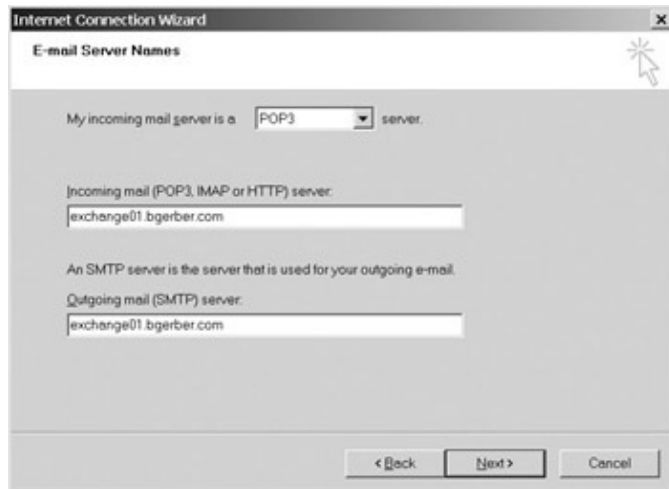 Internet Connection Wizard
E-mail Server Names
My incoming mail server is a POP3 server.
Incoming mail (POP3, IMAP or HTTP) server:
exchange01.bgerber.com
An SMTP server is the server that is used for your outgoing e-mail.
Outgoing mail (SMTP) server:
exchange01.bgerber.com
< Back Next > Cancel